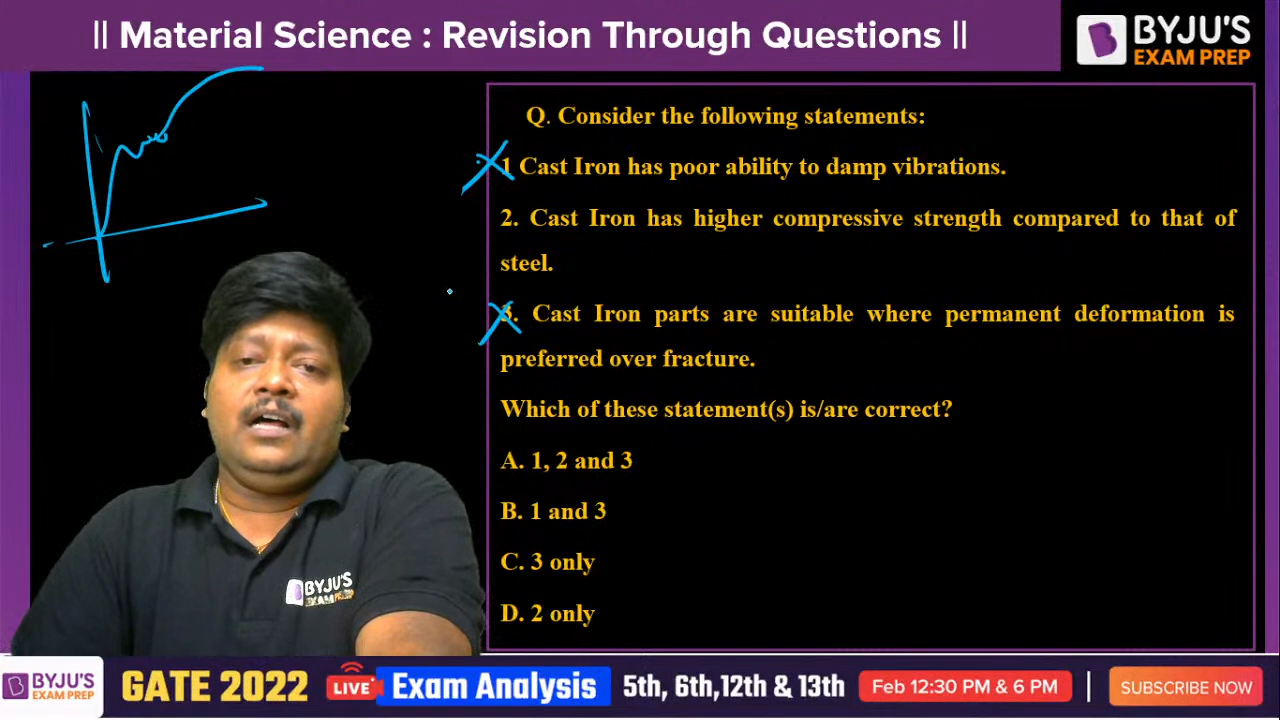 || Material Science : Revision Through Questions ||
BYJU'S
EXAM PREP
Q. Consider the following statements:
1 Cast Iron has poor ability to damp vibrations.
2. Cast Iron has higher compressive strength compared to that of
steel.
3. Cast Iron parts are suitable where permanent deformation is
preferred over fracture.
Which of these statement(s) is/are correct?
A. 1, 2 and 3
B. 1 and 3
C. 3 only
D. 2 only
BYJU'S
EXAM PREP
BYJU'S
EXAM PREP
GATE 2022
LIVE
Exam Analysis
5th, 6th,12th & 13th
Feb 12:30 PM & 6 PM
SUBSCRIBE NOW